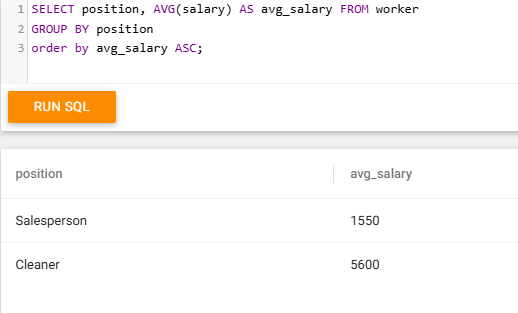 1 SELECT position, AVG(salary) AS avg_salary FROM worker
2 GROUP BY position
3 order by avg_salary ASC;
RUN SQL
position avg_salary
Salesperson 1550
Cleaner 5600